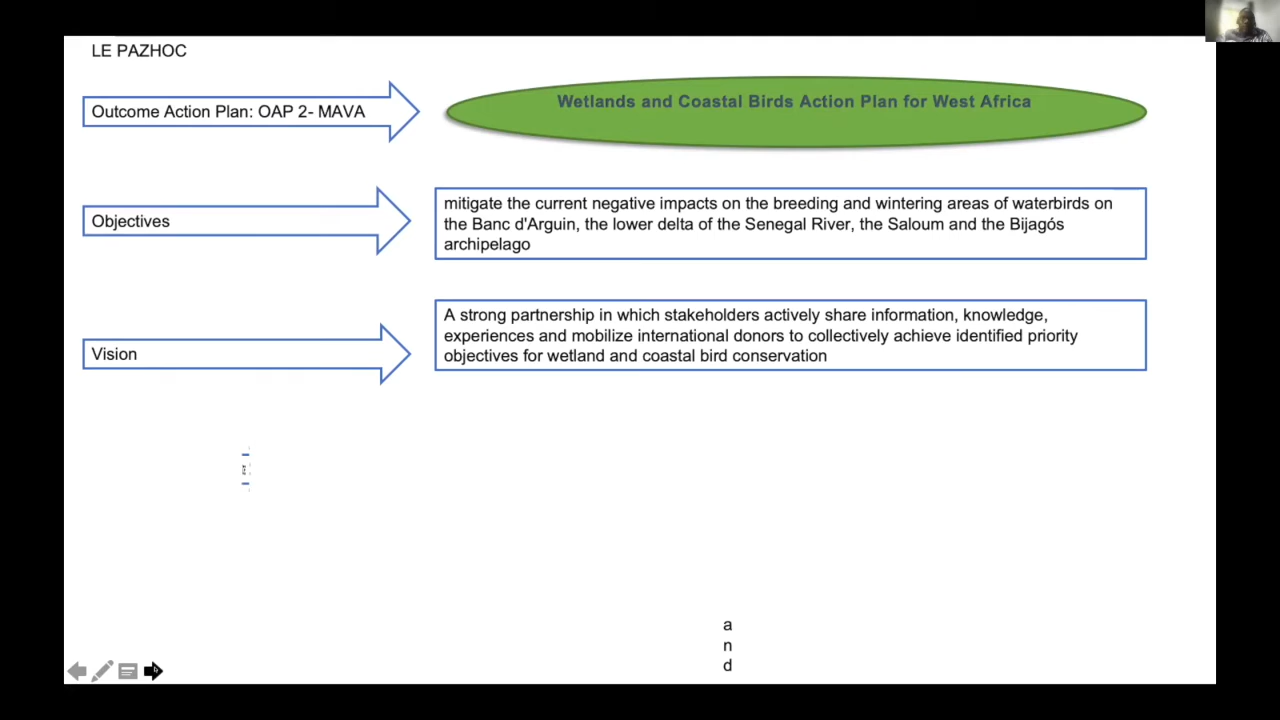 LE PAZHOC
Outcome Action Plan: OAP 2- MAVA
Wetlands and Coastal Birds Action Plan for West Africa
Objectives
mitigate the current negative impacts on the breeding and wintering areas of waterbirds on
the Banc d'Arguin, the lower delta of the Senegal River, the Saloum and the Bijagós
archipelago
Vision
A strong partnership in which stakeholders actively share information, knowledge,
experiences and mobilize international donors to collectively achieve identified priority
objectives for wetland and coastal bird conservation
a
n
d